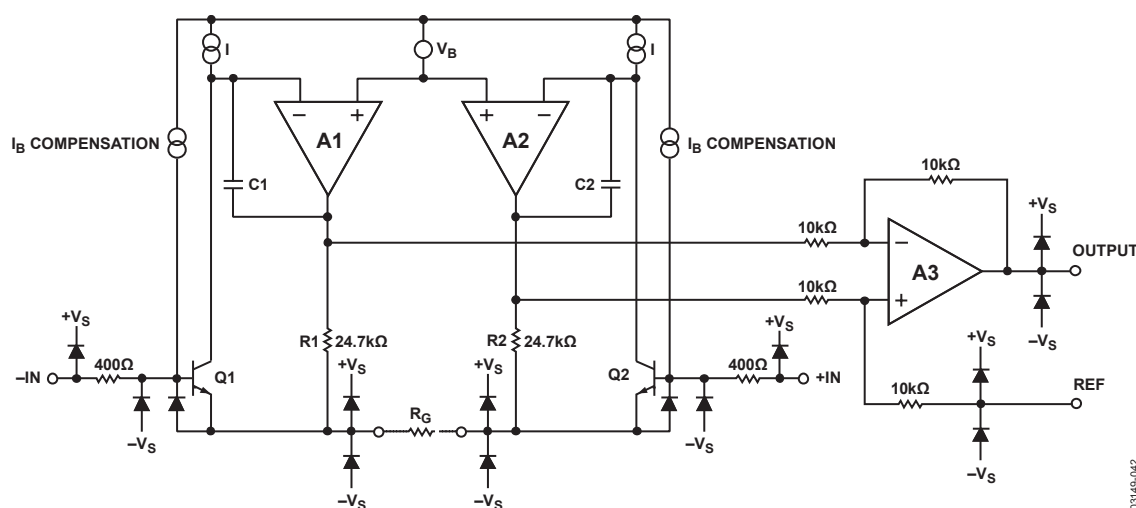 I
V_B
I
– +
A1
+ –
A2
I_B COMPENSATION
I_B COMPENSATION
C1
C2
10kΩ
10kΩ
–
A3
+
10kΩ
+V_S
OUTPUT
–V_S
R1 24.7kΩ
R2 24.7kΩ
+V_S
–IN
400Ω
Q1
–V_S
+V_S
R_G
–V_S
+V_S
–V_S
Q2
400Ω
+V_S
+IN
–V_S
10kΩ
+V_S
REF
–V_S
03149-042